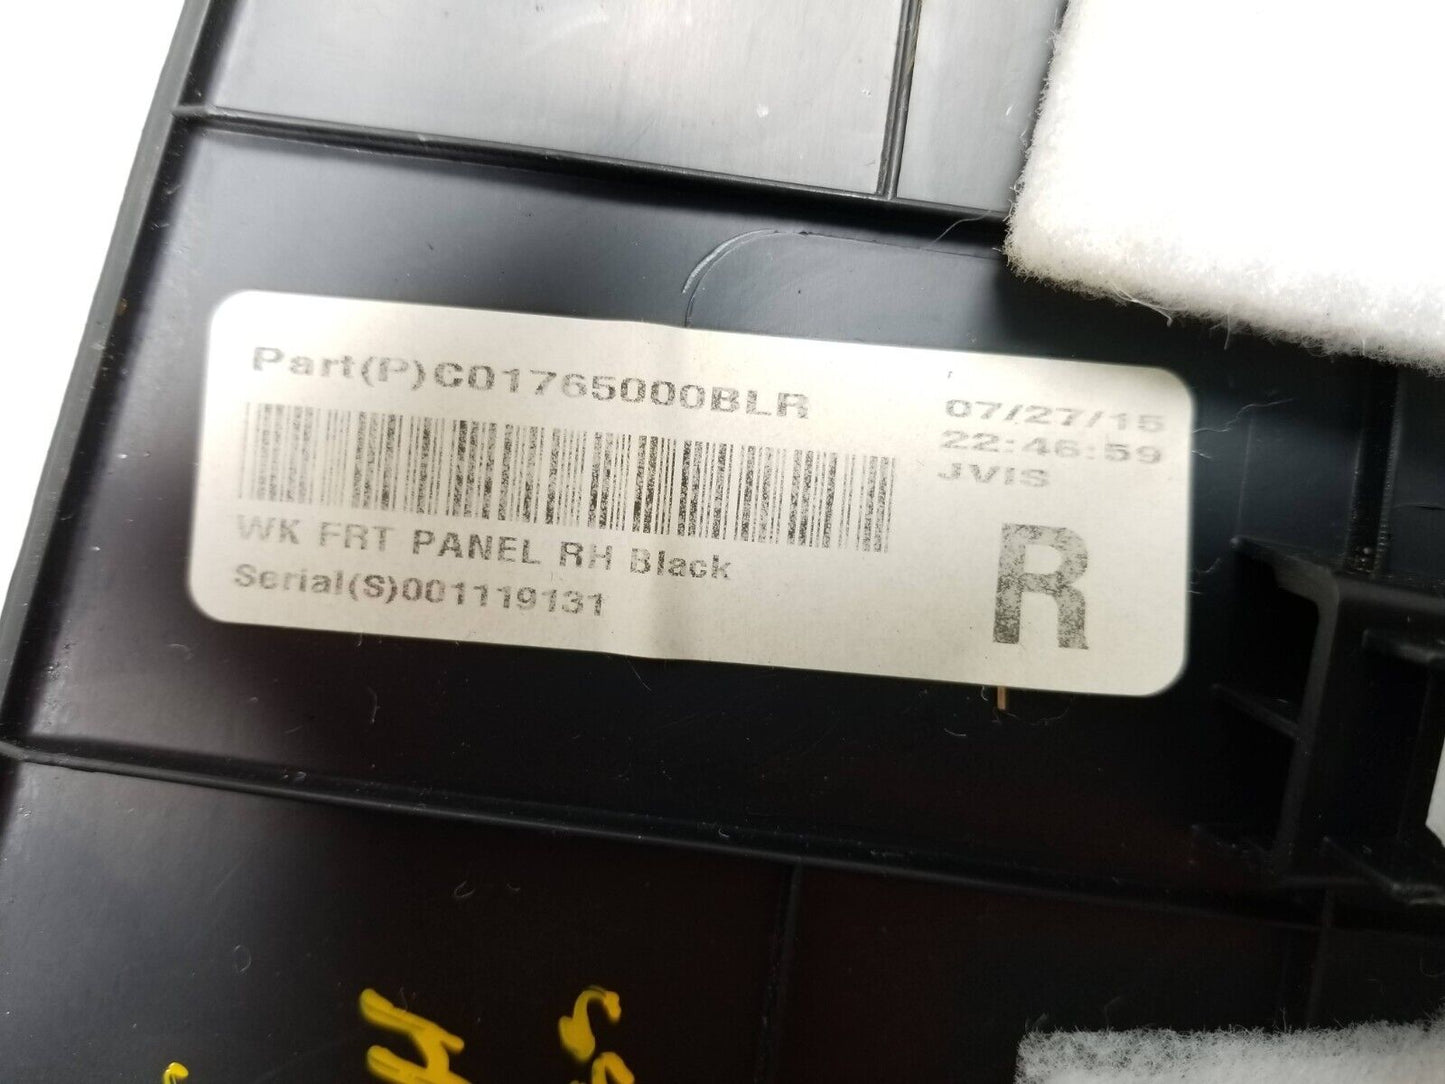 Part(P)C01765000BLR
WK FRT PANEL RH Black
Serial(S)001119131
07/27/15
22:46:59
JVIS
R